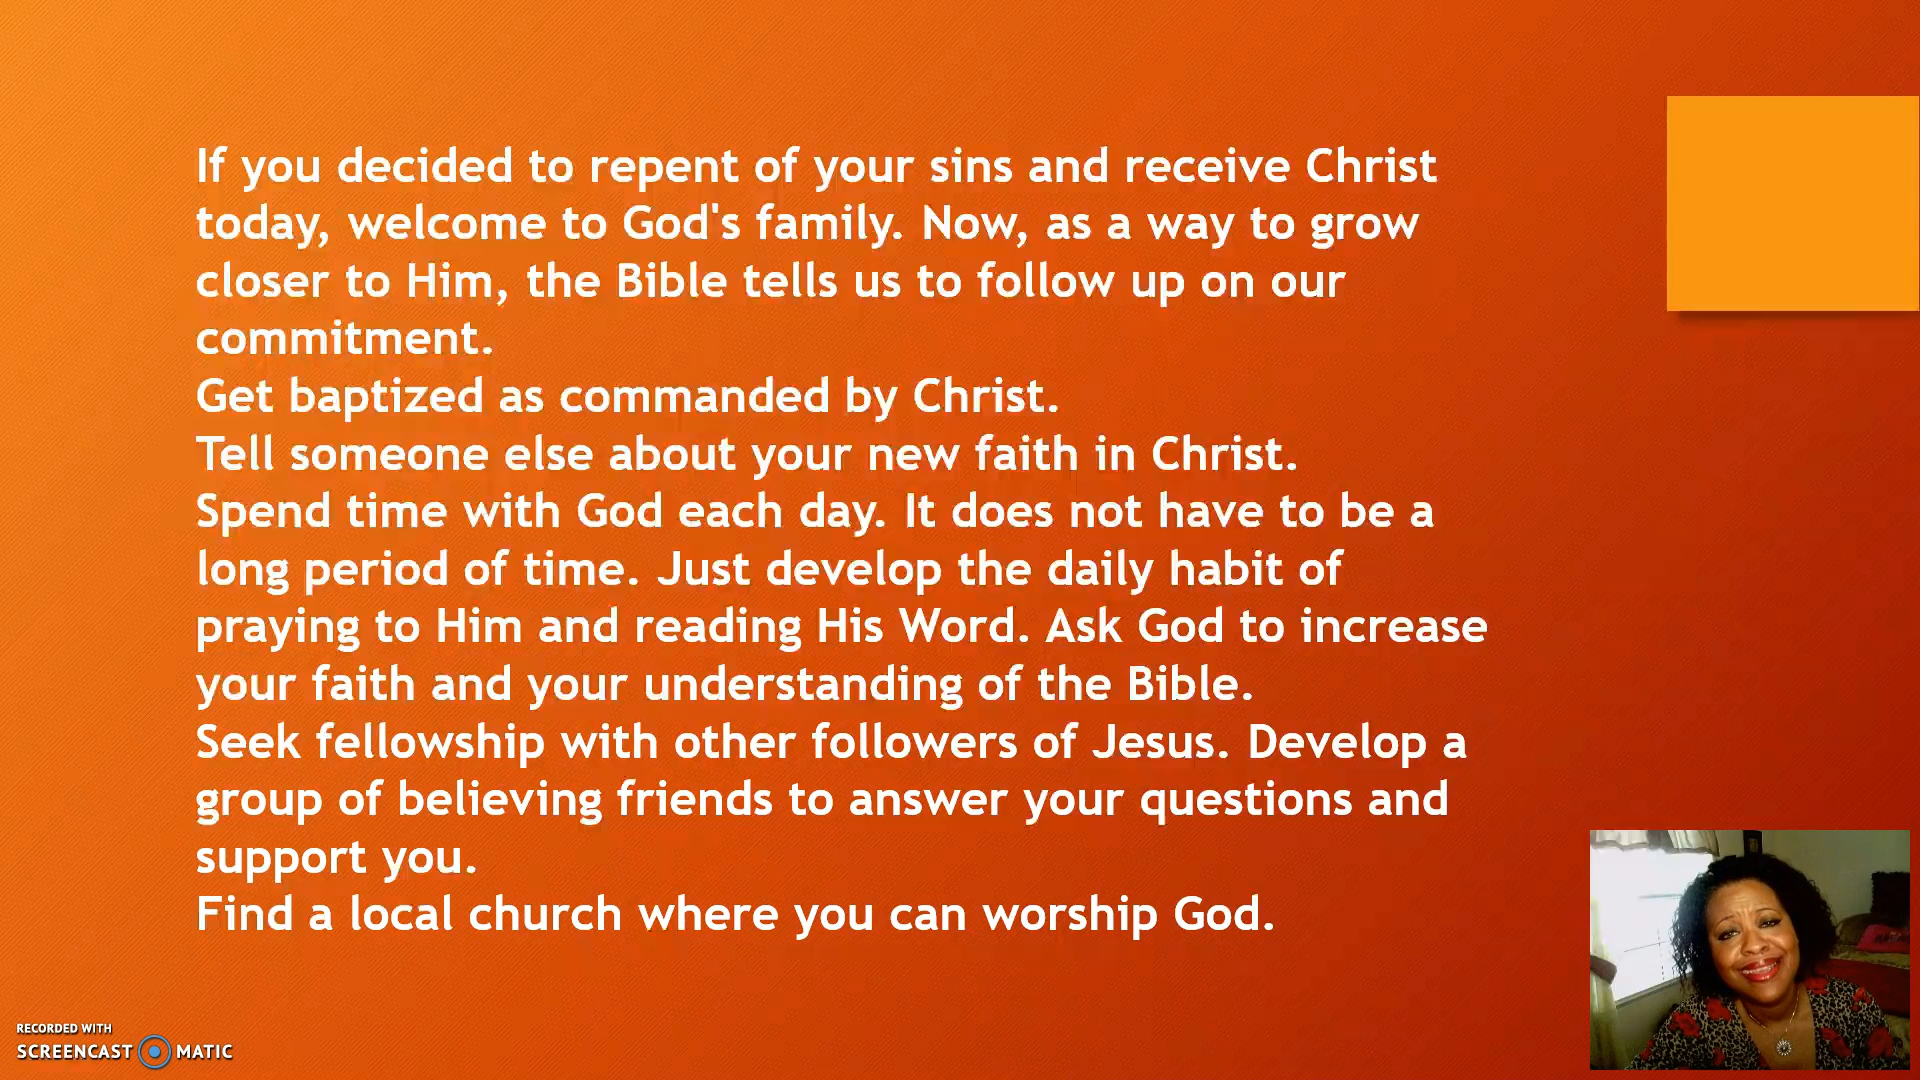 If you decided to repent of your sins and receive Christ
today, welcome to God's family. Now, as a way to grow
closer to Him, the Bible tells us to follow up on our
commitment.
Get baptized as commanded by Christ.
Tell someone else about your new faith in Christ.
Spend time with God each day. It does not have to be a
long period of time. Just develop the daily habit of
praying to Him and reading His Word. Ask God to increase
your faith and your understanding of the Bible.
Seek fellowship with other followers of Jesus. Develop a
group of believing friends to answer your questions and
support you.
Find a local church where you can worship God.
RECORDED WITH
SCREENCAST MATIC